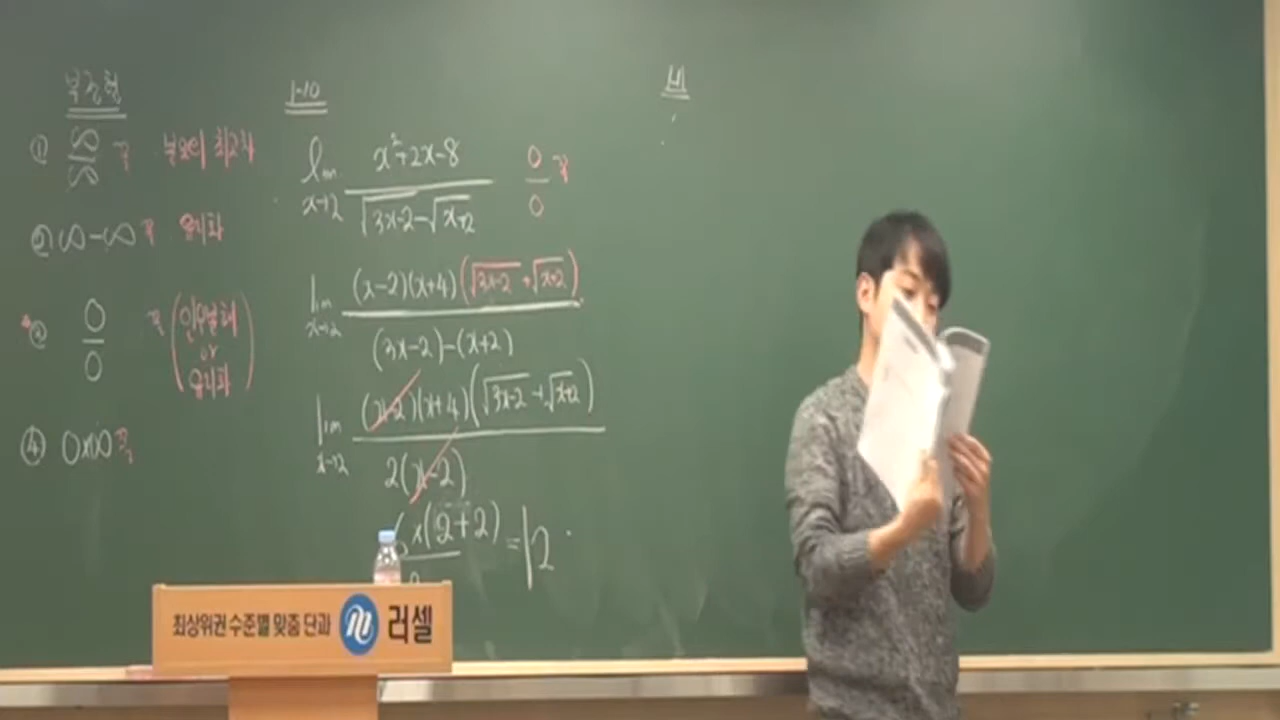 부정형
① ∞/∞ 꼴 분모의 최고차
② ∞-∞ 꼴 유리화
③ 0/0 꼴 (인수분해 or 유리화)
④ 0×∞ 꼴
1-10
lim x→2 (x²+2x-8)/(√3x-2 - √x+2) 0/0 꼴
lim x→2 (x-2)(x+4)(√3x-2 + √x+2) / (3x-2)-(x+2)
lim x→2 (x-2)(x+4)(√3x-2 + √x+2) / 2(x-2)
6×(2+2) = 12
최상위권 수준별 맞춤 단과 러셀